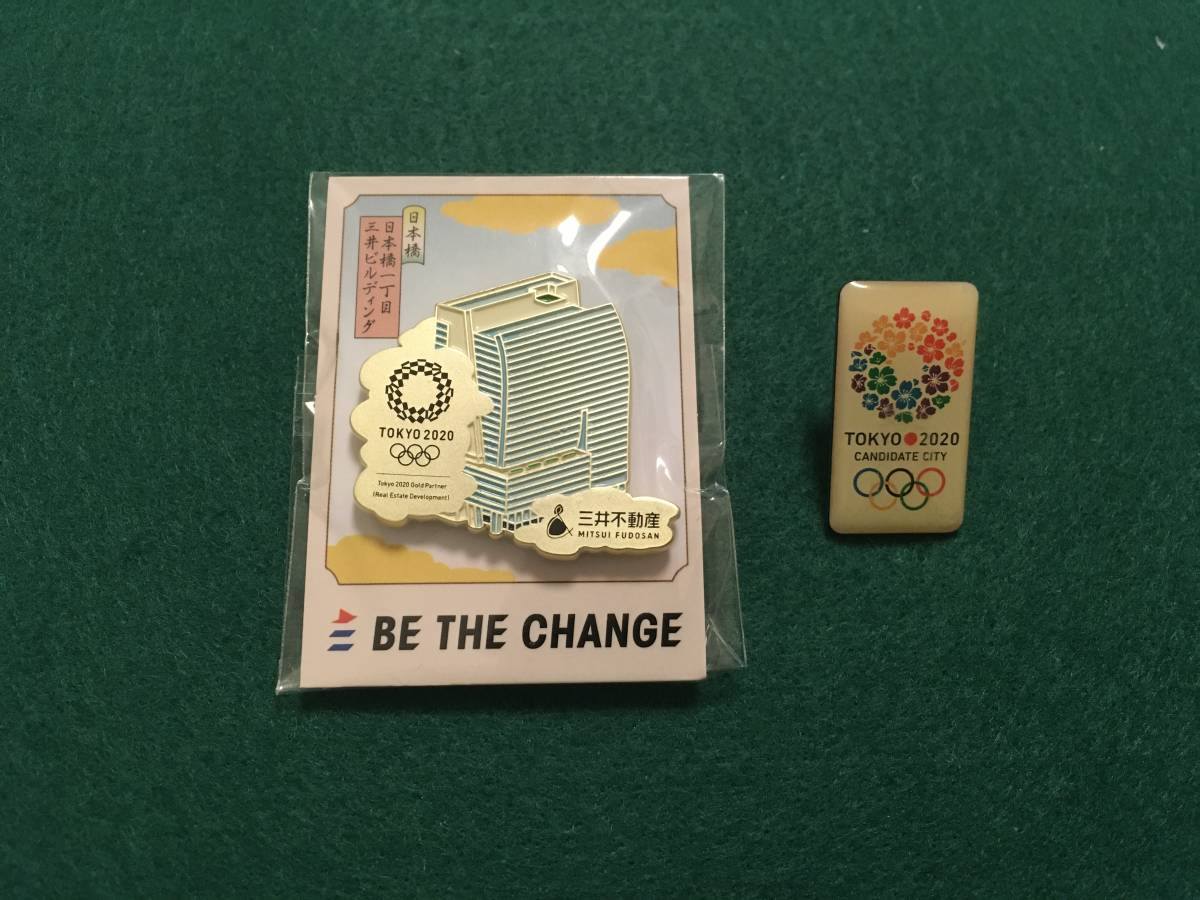 日本橋
日本橋一丁目
三井ビルディング
TOKYO 2020
Tokyo 2020 Gold Partner
(Real Estate Development)
三井不動産
MITSUI FUDOSAN
BE THE CHANGE
TOKYO 2020
CANDIDATE CITY